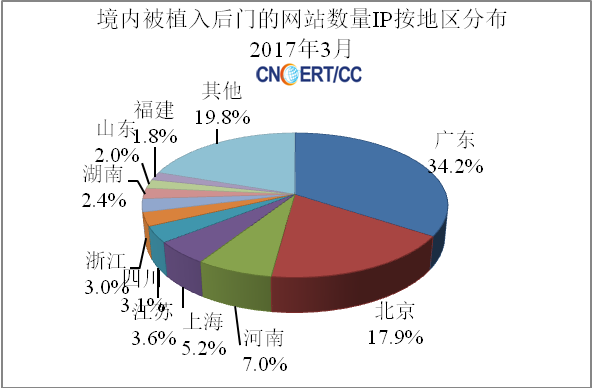 境内被植入后门的网站数量IP按地区分布
2017年3月
CNCERT/CC
广东
34.2%
北京
17.9%
河南
7.0%
上海
5.2%
江苏
3.6%
四川
3.1%
浙江
3.0%
湖南
2.4%
山东
2.0%
福建
1.8%
其他
19.8%